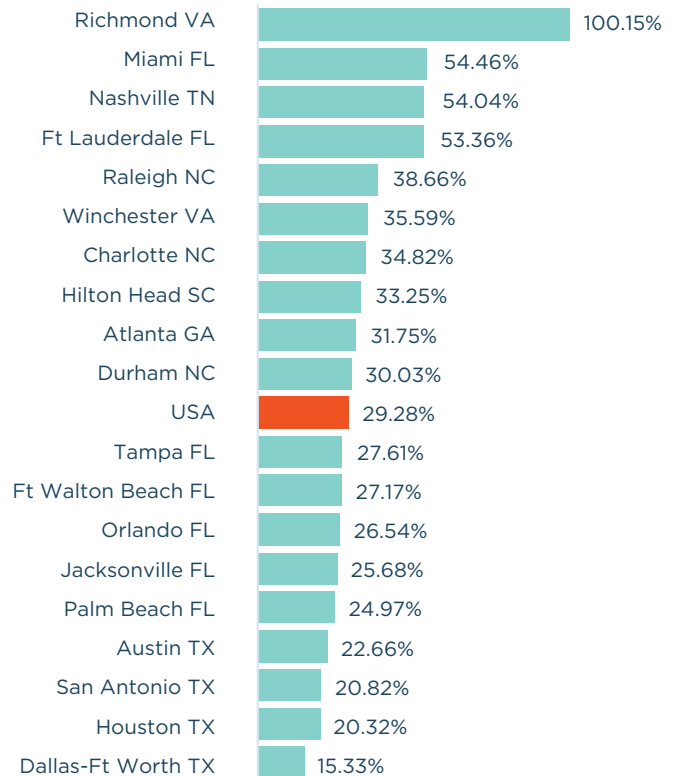 Richmond VA 100.15%
Miami FL 54.46%
Nashville TN 54.04%
Ft Lauderdale FL 53.36%
Raleigh NC 38.66%
Winchester VA 35.59%
Charlotte NC 34.82%
Hilton Head SC 33.25%
Atlanta GA 31.75%
Durham NC 30.03%
USA 29.28%
Tampa FL 27.61%
Ft Walton Beach FL 27.17%
Orlando FL 26.54%
Jacksonville FL 25.68%
Palm Beach FL 24.97%
Austin TX 22.66%
San Antonio TX 20.82%
Houston TX 20.32%
Dallas-Ft Worth TX 15.33%